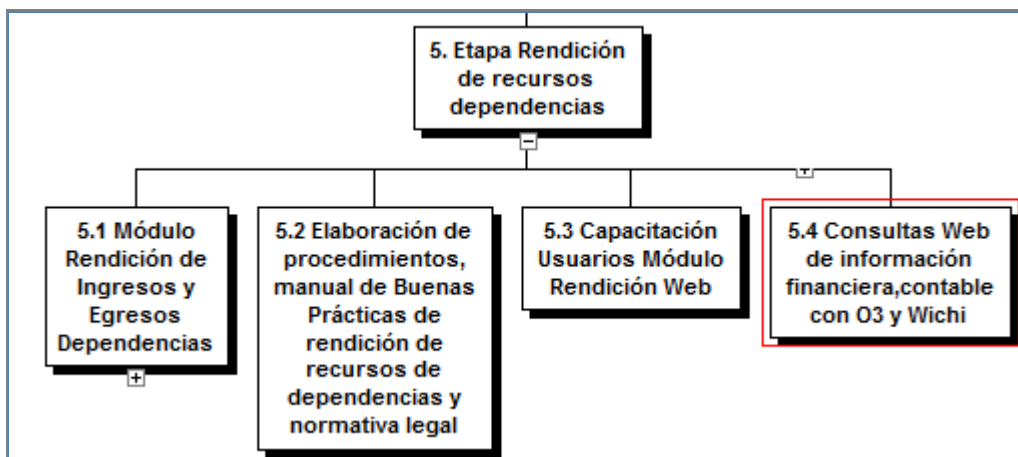 5. Etapa Rendición
de recursos
dependencias
5.1 Módulo
Rendición de
Ingresos y
Egresos
Dependencias
5.2 Elaboración de
procedimientos,
manual de Buenas
Prácticas de
rendición de
recursos de
dependencias y
normativa legal
5.3 Capacitación
Usuarios Módulo
Rendición Web
5.4 Consultas Web
de información
financiera,contable
con O3 y Wichi